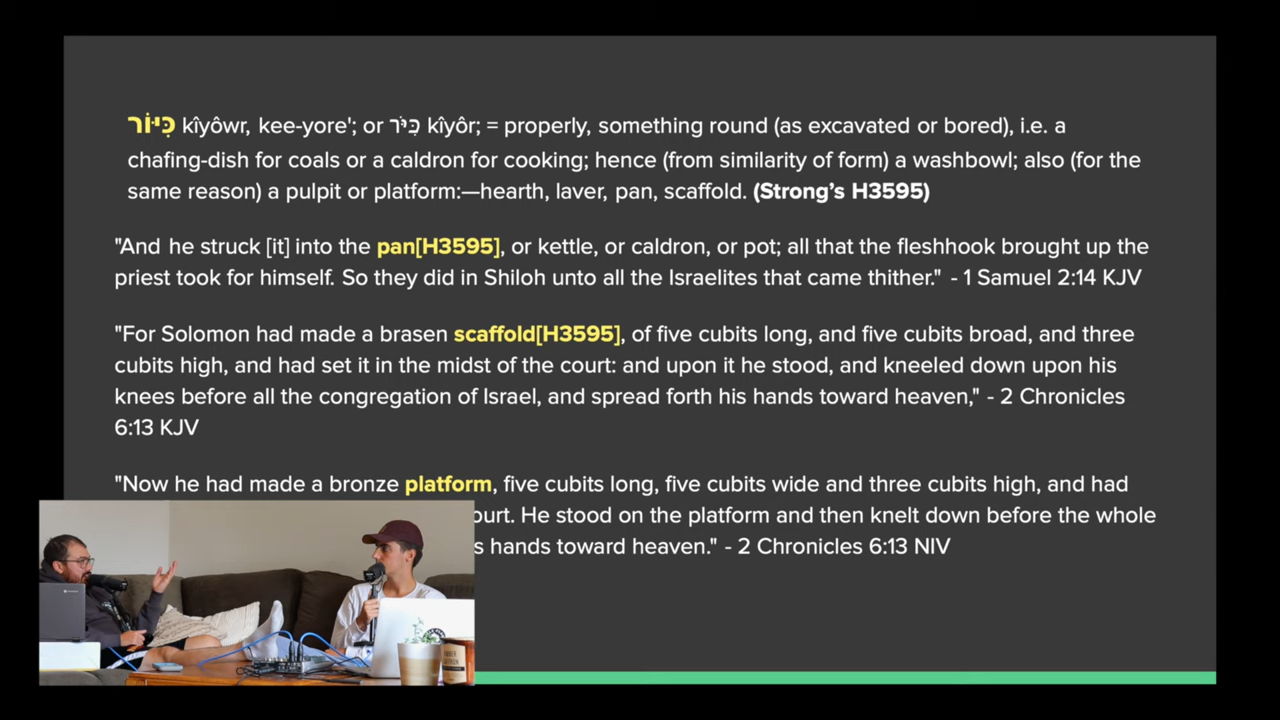 כִּיּוֹר kîyôwr, kee-yore'; or כִּיֹּר kîyôr; = properly, something round (as excavated or bored), i.e. a
chafing-dish for coals or a caldron for cooking; hence (from similarity of form) a washbowl; also (for the
same reason) a pulpit or platform:—hearth, laver, pan, scaffold. (Strong’s H3595)
"And he struck [it] into the pan[H3595], or kettle, or caldron, or pot; all that the fleshhook brought up the
priest took for himself. So they did in Shiloh unto all the Israelites that came thither." - 1 Samuel 2:14 KJV
"For Solomon had made a brasen scaffold[H3595], of five cubits long, and five cubits broad, and three
cubits high, and had set it in the midst of the court: and upon it he stood, and kneeled down upon his
knees before all the congregation of Israel, and spread forth his hands toward heaven,” - 2 Chronicles
6:13 KJV
"Now he had made a bronze platform, five cubits long, five cubits wide and three cubits high, and had
ourt. He stood on the platform and then knelt down before the whole
s hands toward heaven." - 2 Chronicles 6:13 NIV